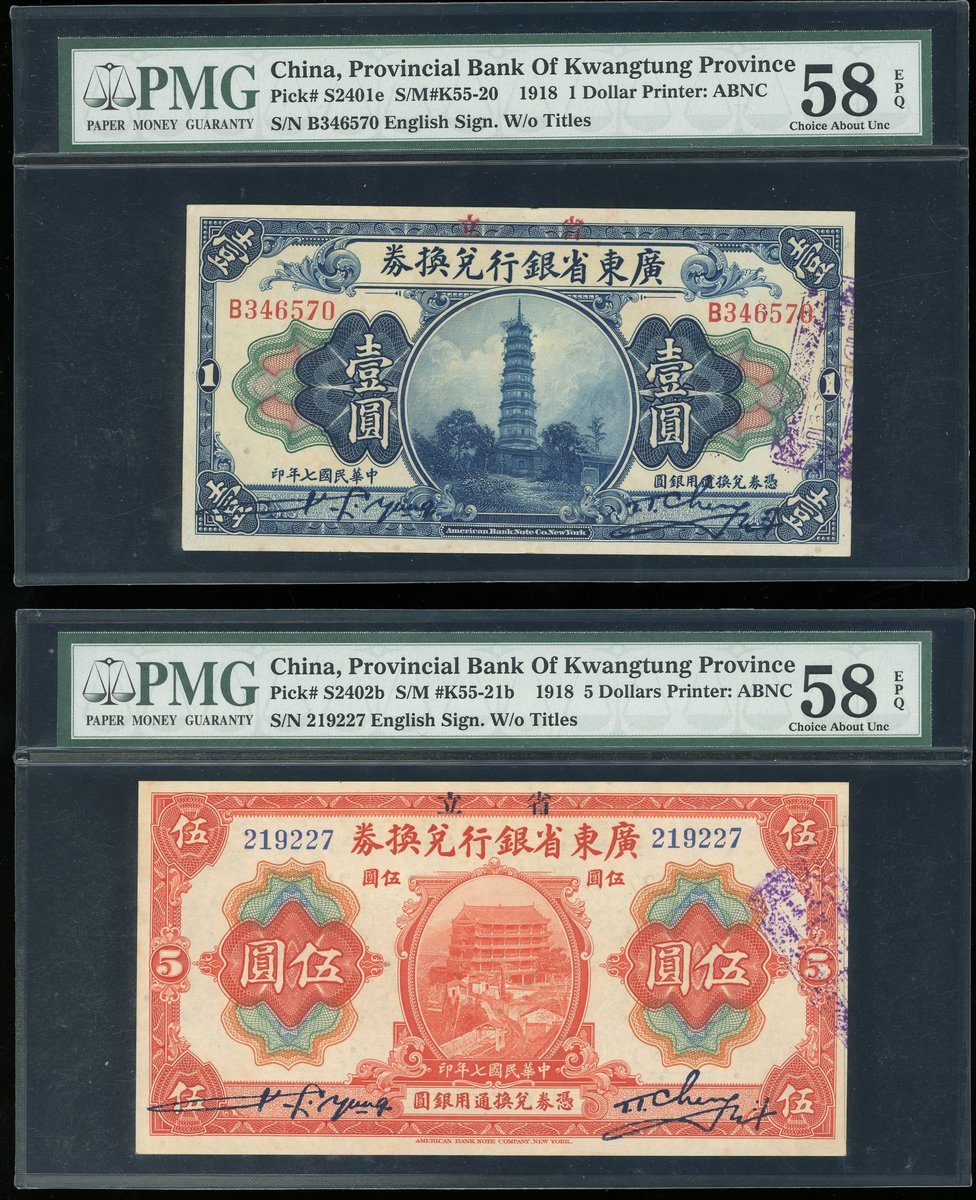 PMG
PAPER MONEY GUARANTY
China, Provincial Bank Of Kwangtung Province
Pick# S2401e S/M#K55-20 1918 1 Dollar Printer: ABNC
S/N B346570 English Sign. W/o Titles
58
EPQ
Choice About Unc
省立
廣東省銀行兌換券
B346570
B346570
壹圓
壹圓
1
1
憑券兌換通用銀圓
中華民國七年印
American Bank Note Co. New York
PMG
PAPER MONEY GUARANTY
China, Provincial Bank Of Kwangtung Province
Pick# S2402b S/M #K55-21b 1918 5 Dollars Printer: ABNC
S/N 219227 English Sign. W/o Titles
58
EPQ
Choice About Unc
省立
伍
伍
219227
廣東省銀行兌換券
219227
伍圓
伍圓
伍圓
伍圓
5
5
中華民國七年印
伍
伍
憑券兌換通用銀圓
AMERICAN BANK NOTE COMPANY, NEW YORK.